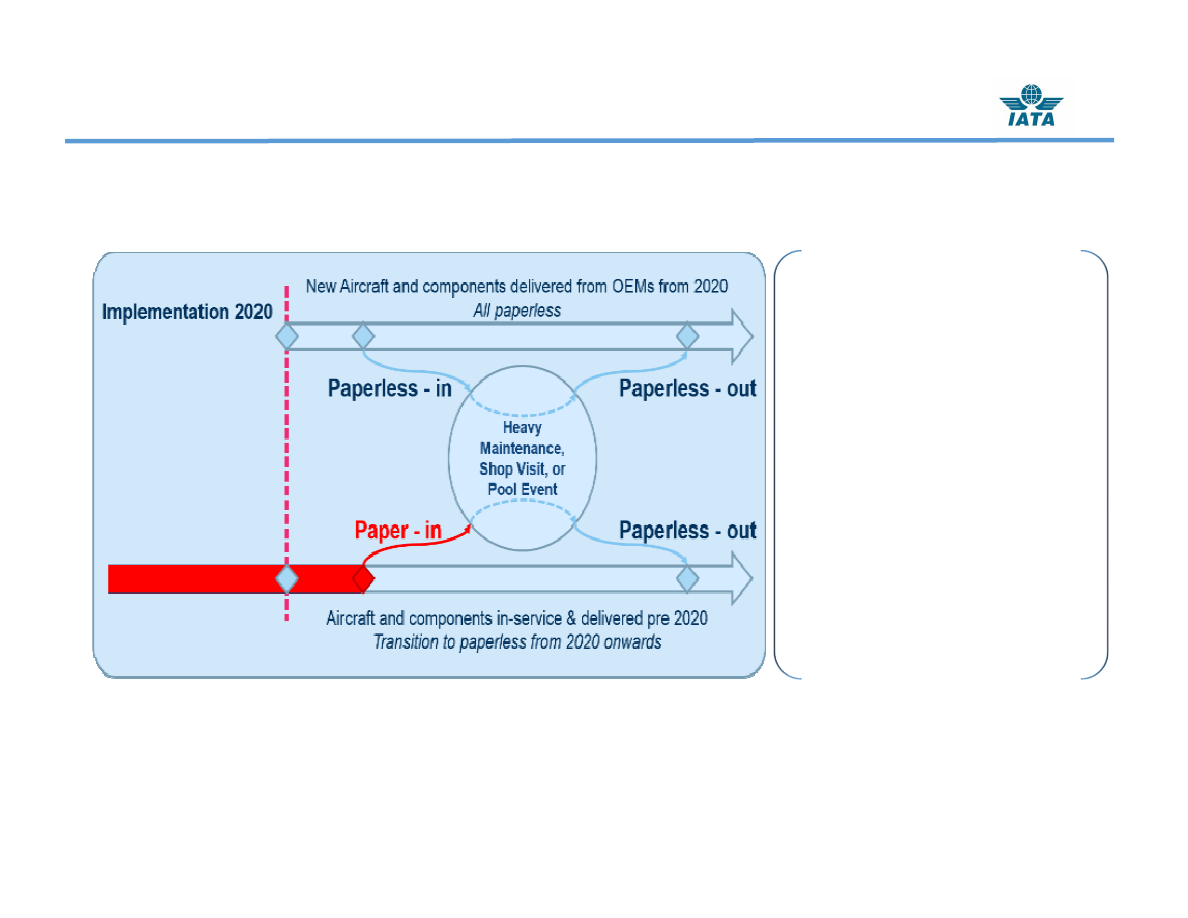 IATA
New Aircraft and components delivered from OEMs from 2020
Implementation 2020
All paperless
Paperless - in
Paperless - out
Heavy
Maintenance,
Shop Visit, or
Pool Event
Paper - in
Paperless - out
Aircraft and components in-service & delivered pre 2020
Transition to paperless from 2020 onwards